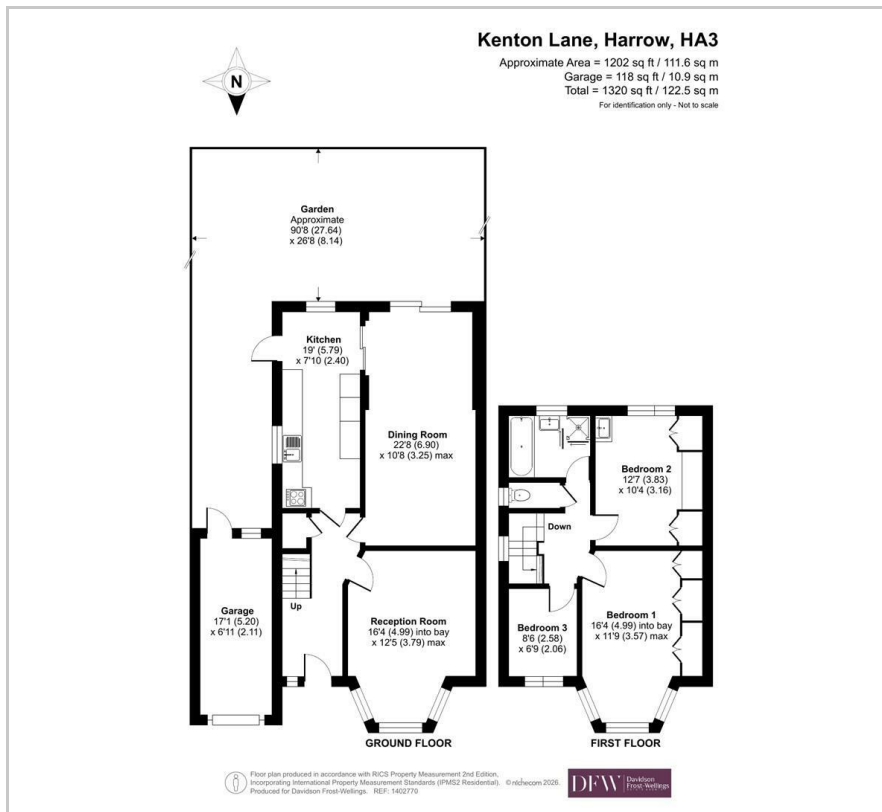 Kenton Lane, Harrow, HA3
Approximate Area = 1202 sq ft / 111.6 sq m
Garage = 118 sq ft / 10.9 sq m
Total = 1320 sq ft / 122.5 sq m
For identification only - Not to scale
N
Garden
Approximate
90'8 (27.64)
x 26'8 (8.14)
Kitchen
19' (5.79)
x 7'10 (2.40)
Dining Room
22'8 (6.90)
x 10'8 (3.25) max
Bedroom 2
12'7 (3.83)
x 10'4 (3.16)
Down
Up
Garage
17'1 (5.20)
x 6'11 (2.11)
Reception Room
16'4 (4.99) into bay
x 12'5 (3.79) max
Bedroom 3
8'6 (2.58)
x 6'9 (2.06)
Bedroom 1
16'4 (4.99) into bay
x 11'9 (3.57) max
GROUND FLOOR
FIRST FLOOR
Floor plan produced in accordance with RICS Property Measurement 2nd Edition,
Incorporating International Property Measurement Standards (IPMS2 Residential). © nichecom 2026.
Produced for Davidson Frost-Wellings. REF: 1402770
DFW
Davidson
Frost-Wellings